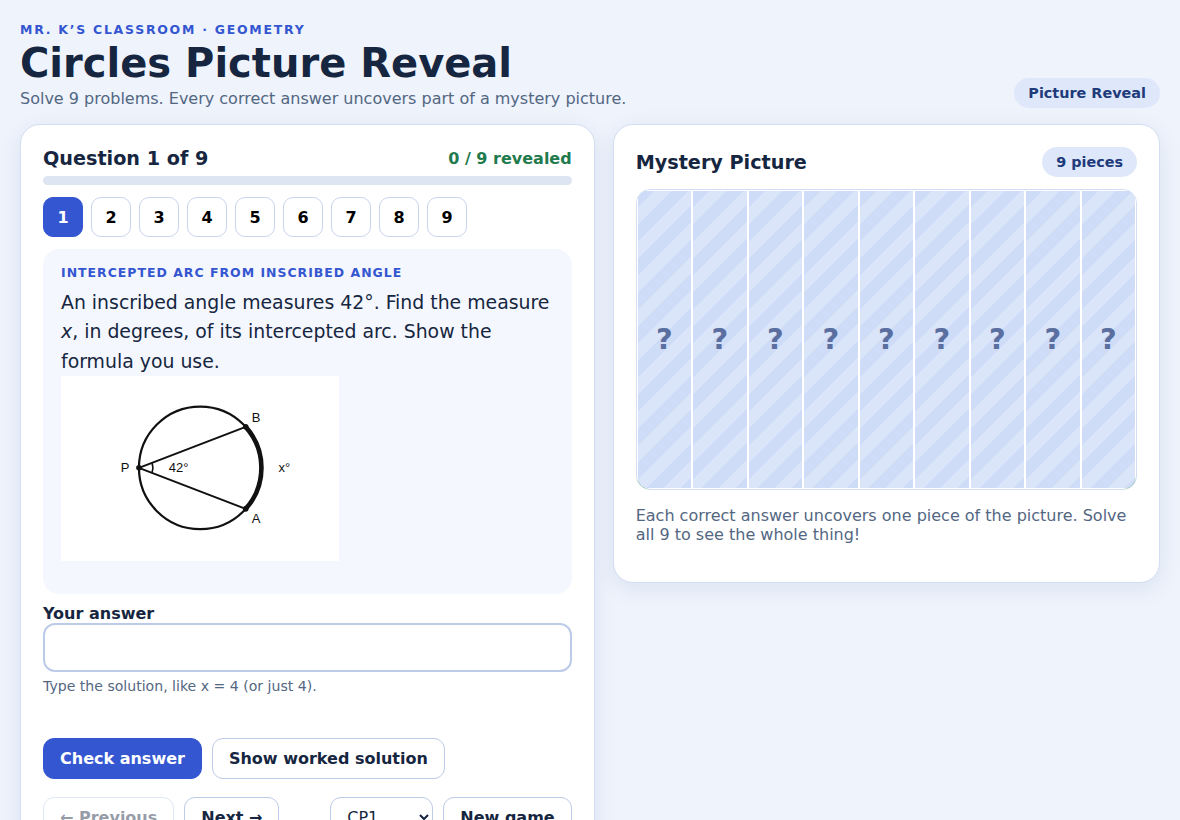 MR. K’S CLASSROOM · GEOMETRY
Circles Picture Reveal
Solve 9 problems. Every correct answer uncovers part of a mystery picture.
Picture Reveal
Question 1 of 9
0 / 9 revealed
1 2 3 4 5 6 7 8 9
INTERCEPTED ARC FROM INSCRIBED ANGLE
An inscribed angle measures 42°. Find the measure
x, in degrees, of its intercepted arc. Show the
formula you use.
B
P 42° x°
A
Your answer
Type the solution, like x = 4 (or just 4).
Check answer
Show worked solution
← Previous
Next →
CP1
New game
Mystery Picture
9 pieces
? ? ? ? ? ? ? ? ?
Each correct answer uncovers one piece of the picture. Solve
all 9 to see the whole thing!